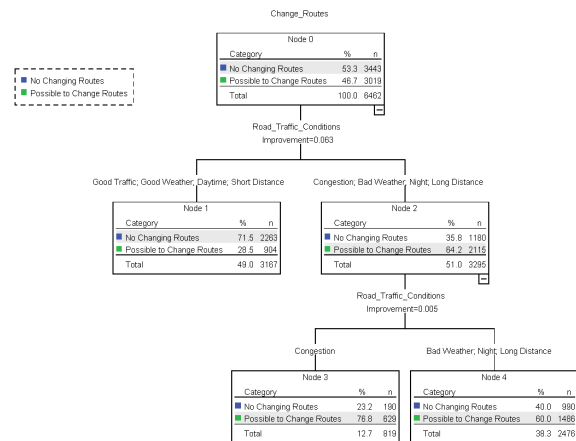 Change_Routes
No Changing Routes
Possible to Change Routes
Node 0
Category % n
No Changing Routes 53.3 3443
Possible to Change Routes 46.7 3019
Total 100.0 6462
Road_Traffic_Conditions
Improvement=0.063
Good Traffic; Good Weather; Daytime; Short Distance
Congestion; Bad Weather; Night; Long Distance
Node 1
Category % n
No Changing Routes 71.5 2263
Possible to Change Routes 28.5 904
Total 49.0 3167
Node 2
Category % n
No Changing Routes 35.8 1180
Possible to Change Routes 64.2 2115
Total 51.0 3295
Road_Traffic_Conditions
Improvement=0.005
Congestion
Bad Weather; Night; Long Distance
Node 3
Category % n
No Changing Routes 23.2 190
Possible to Change Routes 76.8 629
Total 12.7 819
Node 4
Category % n
No Changing Routes 40.0 990
Possible to Change Routes 60.0 1486
Total 38.3 2476